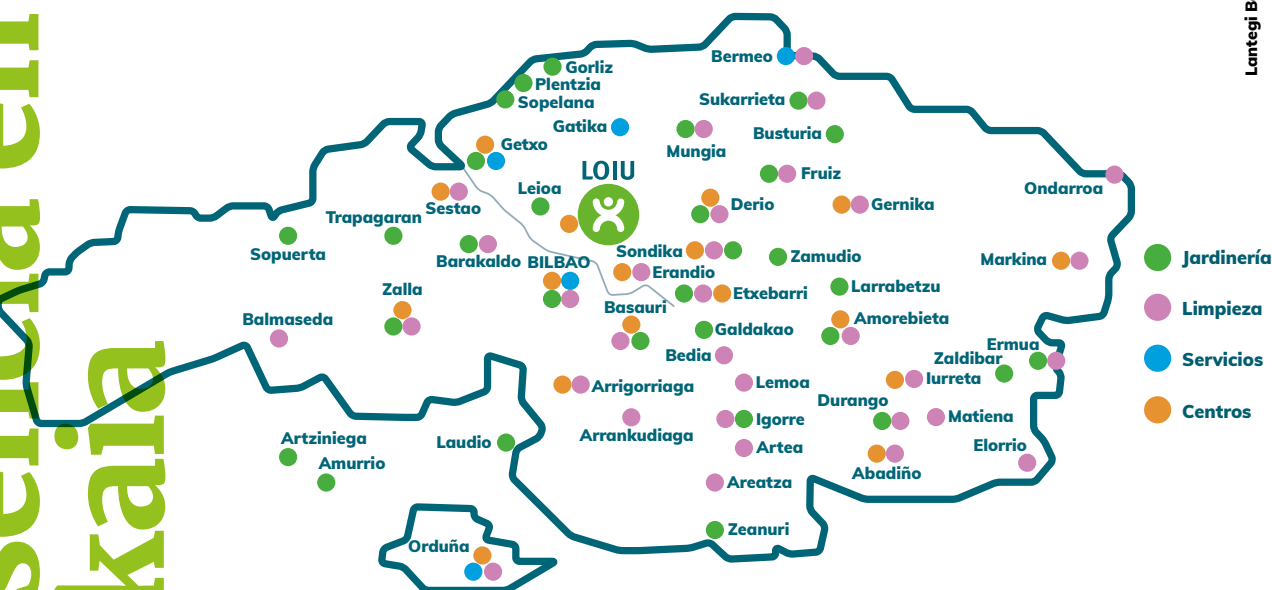 kaia
Lantegi B
Bermeo
Gorliz
Plentzia
Sopelana
Sukarrieta
Gatika
Busturia
Getxo
Mungia
LOIU
Fruiz
Leioa
Ondarroa
Sestao
Derio
Gernika
Trapagaran
Sopuerta
Barakaldo
BILBAO
Sondika
Zamudio
Markina
Jardinería
Erandio
Zalla
Etxebarri
Larrabetzu
Limpieza
Basauri
Balmaseda
Galdakao
Amorebieta
Ermua
Bedia
Zaldibar
Servicios
Arrigorriaga
Lemoa
Iurreta
Durango
Centros
Igorre
Matiena
Arrankudiaga
Artziniega
Laudio
Artea
Elorrio
Amurrio
Abadiño
Areatza
Zeanuri
Orduña